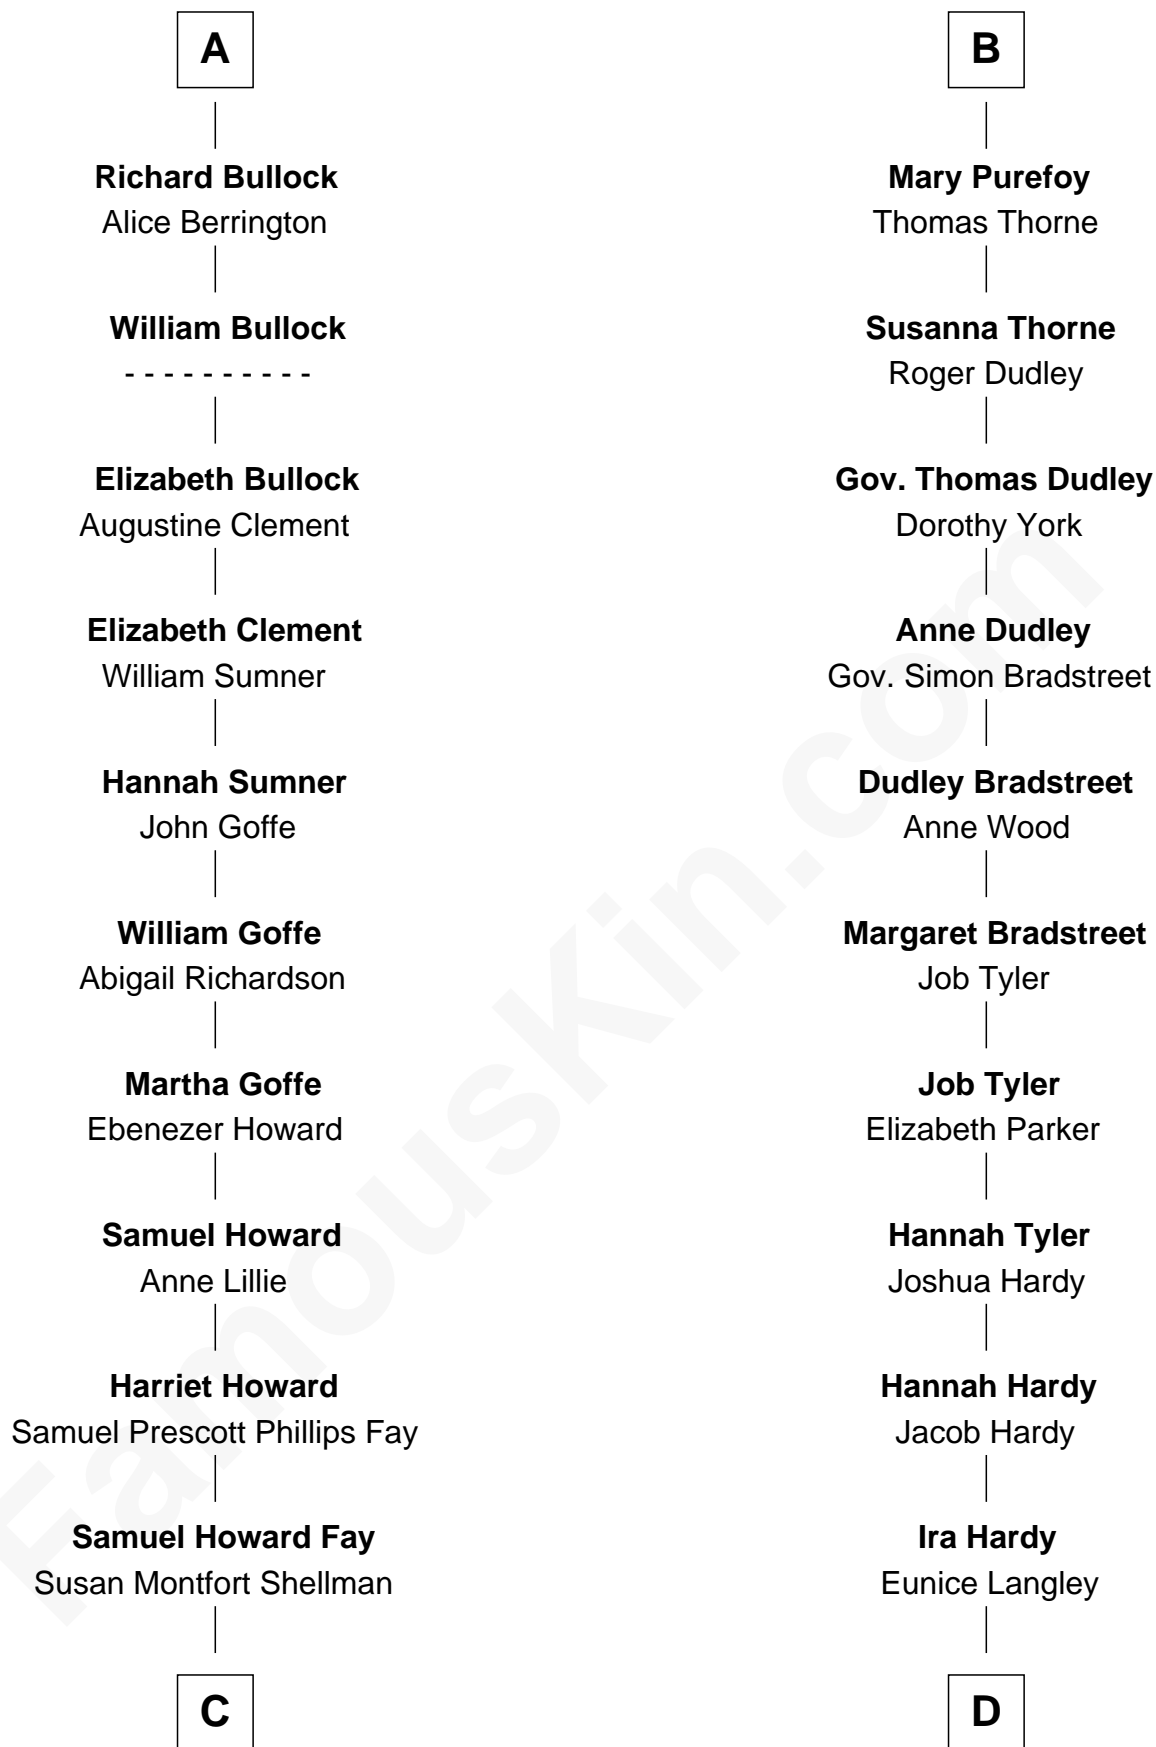 A
Richard Bullock
Alice Berrington
William Bullock
- - - - - - - - - -
Elizabeth Bullock
Augustine Clement
Elizabeth Clement
William Sumner
Hannah Sumner
John Goffe
William Goffe
Abigail Richardson
Martha Goffe
Ebenezer Howard
Samuel Howard
Anne Lillie
Harriet Howard
Samuel Prescott Phillips Fay
Samuel Howard Fay
Susan Montfort Shellman
C
B
Mary Purefoy
Thomas Thorne
Susanna Thorne
Roger Dudley
Gov. Thomas Dudley
Dorothy York
Anne Dudley
Gov. Simon Bradstreet
Dudley Bradstreet
Anne Wood
Margaret Bradstreet
Job Tyler
Job Tyler
Elizabeth Parker
Hannah Tyler
Joshua Hardy
Hannah Hardy
Jacob Hardy
Ira Hardy
Eunice Langley
D
FamousKin.com